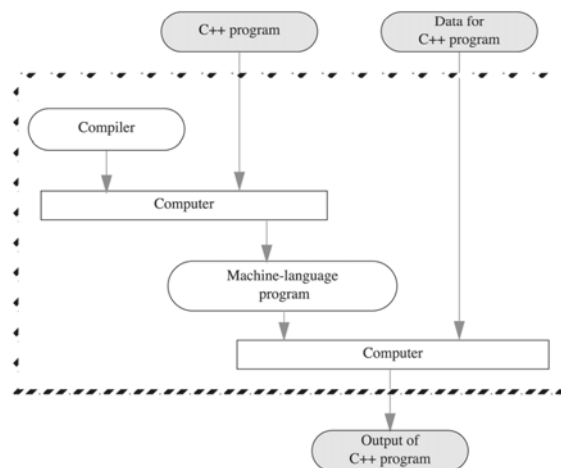 C++ program
Data for
C++ program
Compiler
Computer
Machine-language
program
Computer
Output of
C++ program